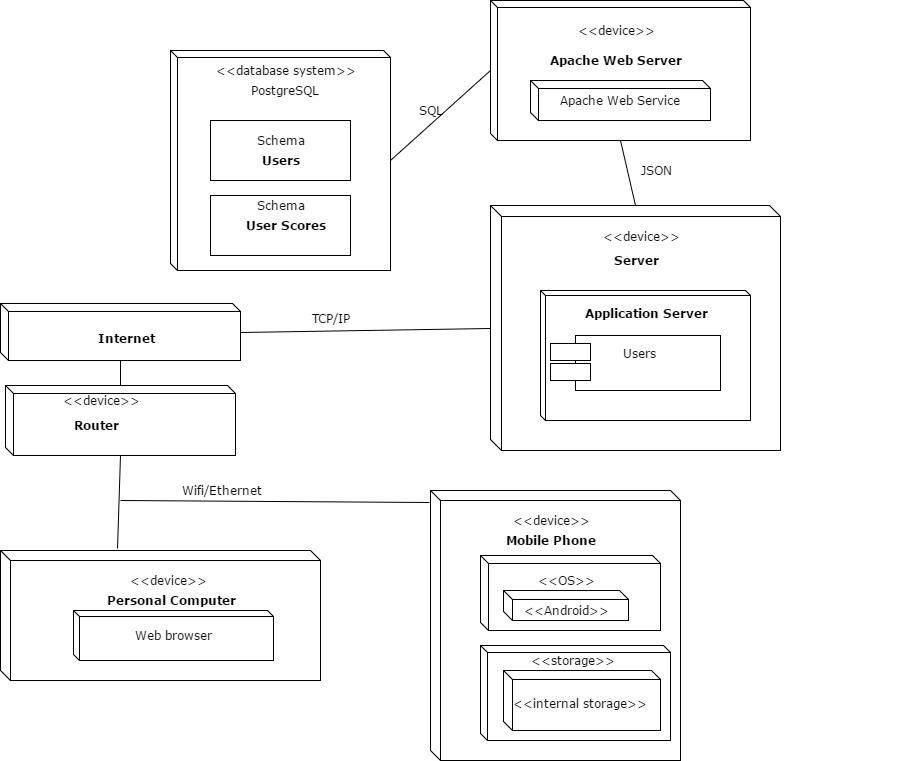 <<device>>
Apache Web Server
Apache Web Service
<<database system>>
PostgreSQL
Schema
Users
Schema
User Scores
SQL
JSON
<<device>>
Server
Application Server
Users
TCP/IP
Internet
<<device>>
Router
Wifi/Ethernet
<<device>>
Personal Computer
Web browser
<<device>>
Mobile Phone
<<OS>>
<<Android>>
<<storage>>
<<internal storage>>